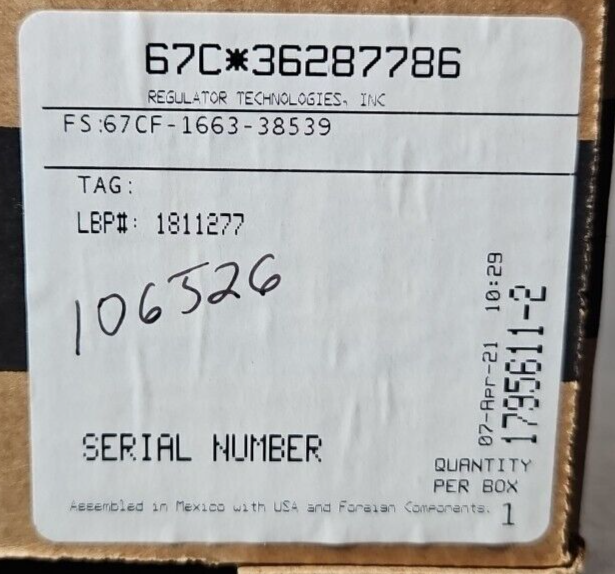 67C*36287786
REGULATOR TECHNOLOGIES, INC
FS:67CF-1663-38539
TAG:
LBP#: 1811277
106526
07-Apr-21 10:29
1795611-2
SERIAL NUMBER
QUANTITY
PER BOX
1
Assembled in Mexico with USA and Foreign Components.